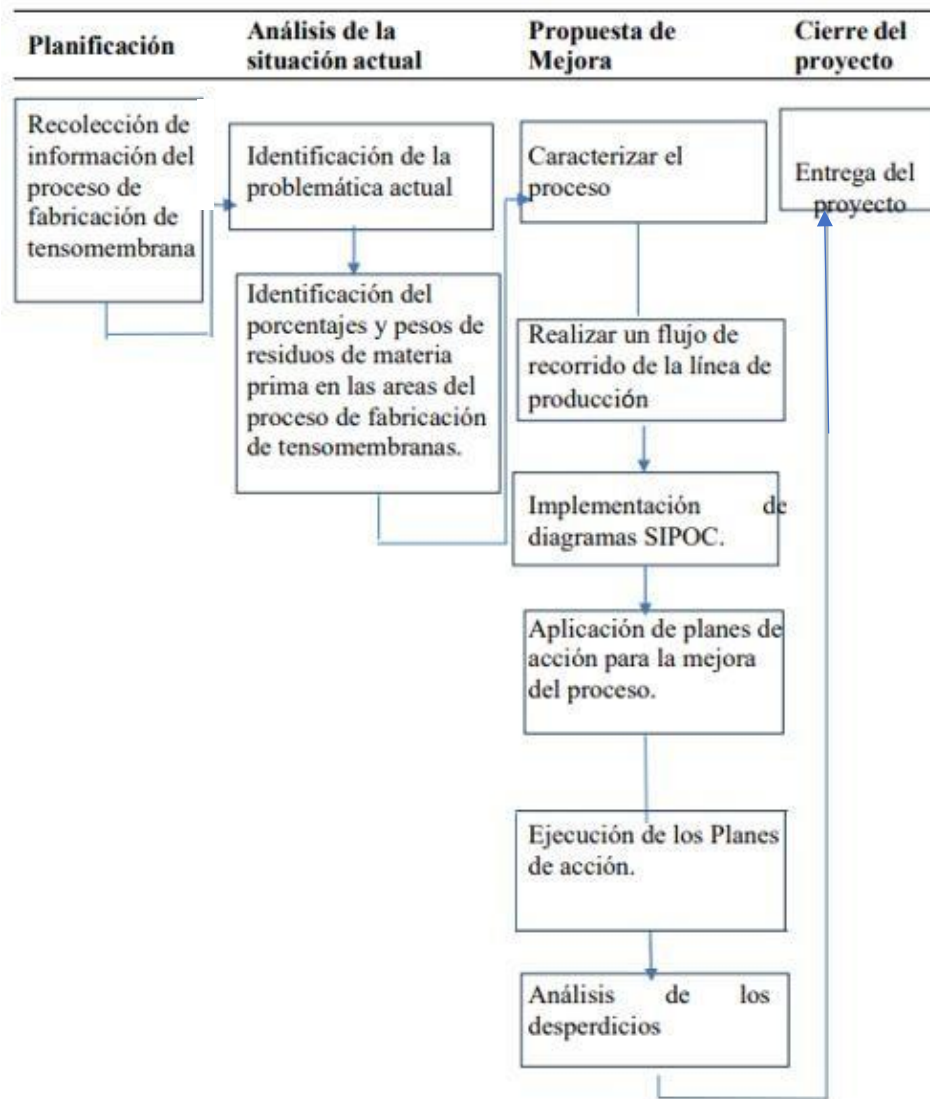 Planificación
Análisis de la
situación actual
Propuesta de
Mejora
Cierre del
proyecto
Recolección de
información del
proceso de
fabricación de
tensomembrana
Identificación de la
problemática actual
Identificación del
porcentajes y pesos de
residuos de materia
prima en las areas del
proceso de fabricación
de tensomembranas.
Caracterizar el
proceso
Realizar un flujo de
recorrido de la línea de
producción
Implementación de
diagramas SIPOC.
Aplicación de planes de
acción para la mejora
del proceso.
Ejecución de los Planes
de acción.
Análisis de los
desperdicios
Entrega del
proyecto